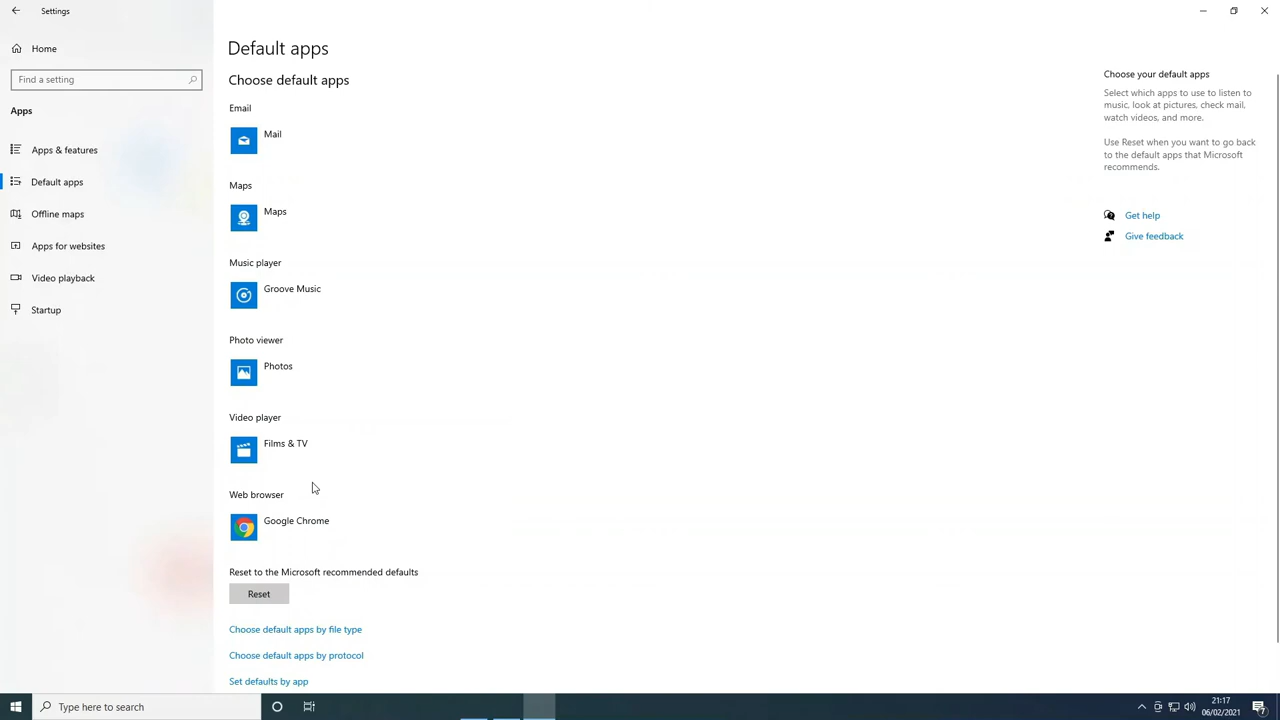 Settings
Home
Find a setting
Apps
Apps & features
Default apps
Offline maps
Apps for websites
Video playback
Startup
Default apps
Choose default apps
Email
Mail
Maps
Maps
Music player
Groove Music
Photo viewer
Photos
Video player
Films & TV
Web browser
Google Chrome
Reset to the Microsoft recommended defaults
Reset
Choose default apps by file type
Choose default apps by protocol
Set defaults by app
Choose your default apps
Select which apps to use to listen to
music, look at pictures, check mail,
watch videos, and more.
Use Reset when you want to go back
to the default apps that Microsoft
recommends.
Get help
Give feedback
Type here to search
21:17
06/02/2021